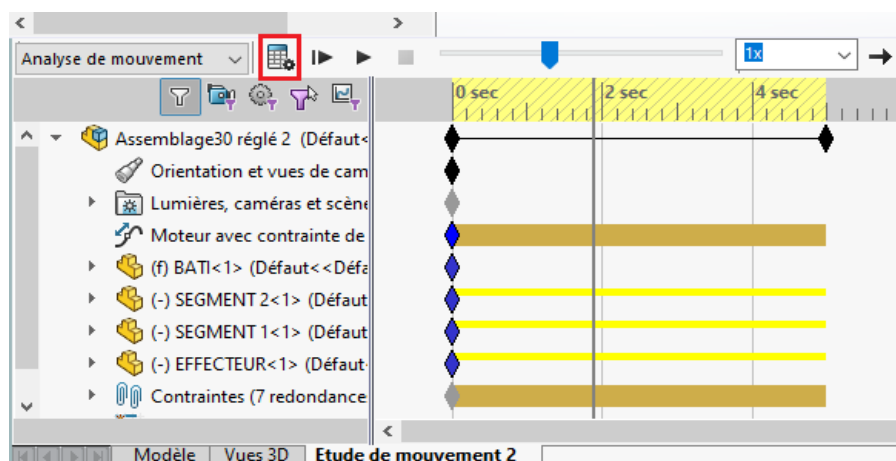 Analyse de mouvement
1x
0 sec
2 sec
4 sec
Assemblage30 réglé 2 (Défaut<
Orientation et vues de cam
Lumières, caméras et scène
Moteur avec contrainte de
(f) BATI<1> (Défaut<<Défa
(-) SEGMENT 2<1> (Défaut
(-) SEGMENT 1<1> (Défaut
(-) EFFECTEUR<1> (Défaut
Contraintes (7 redondance
Modèle
Vues 3D
Etude de mouvement 2